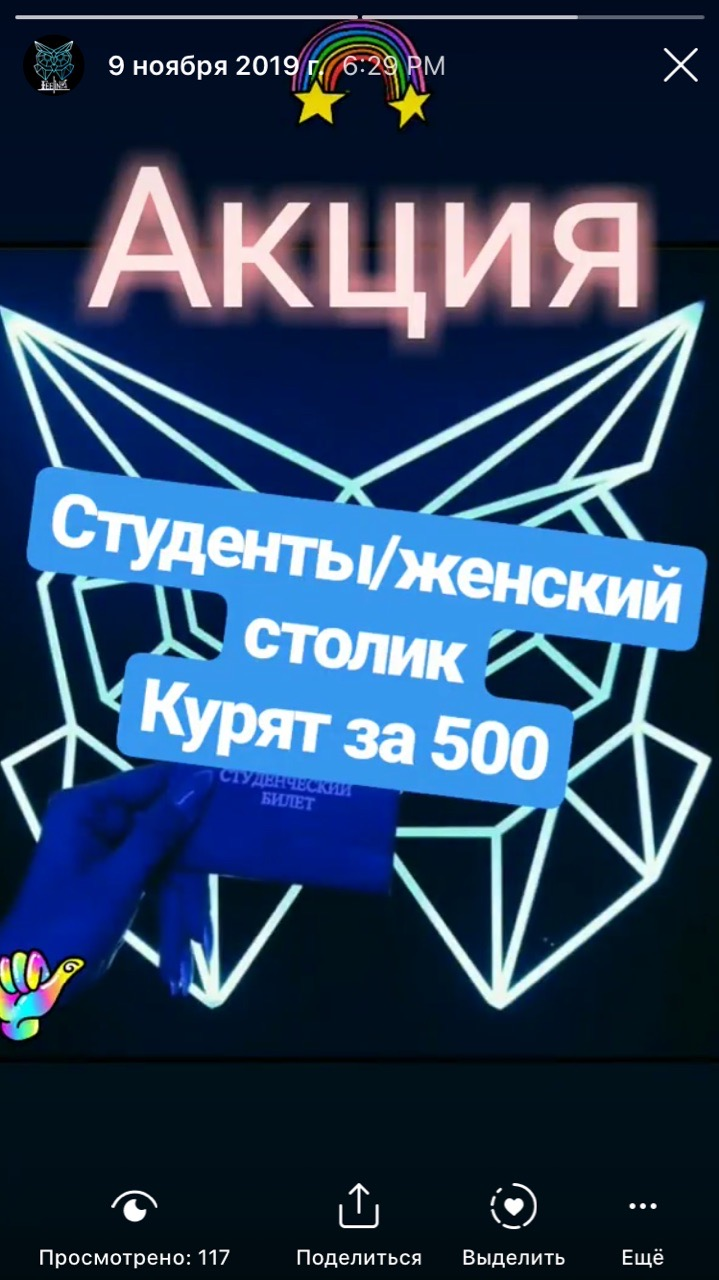 9 ноября 2019 г. 6:29 PM
Акция
Студенты/женский
столик
Курят за 500
СТУДЕНЧЕСКИЙ
БИЛЕТ
Просмотрено: 117
Поделиться
Выделить
Ещё